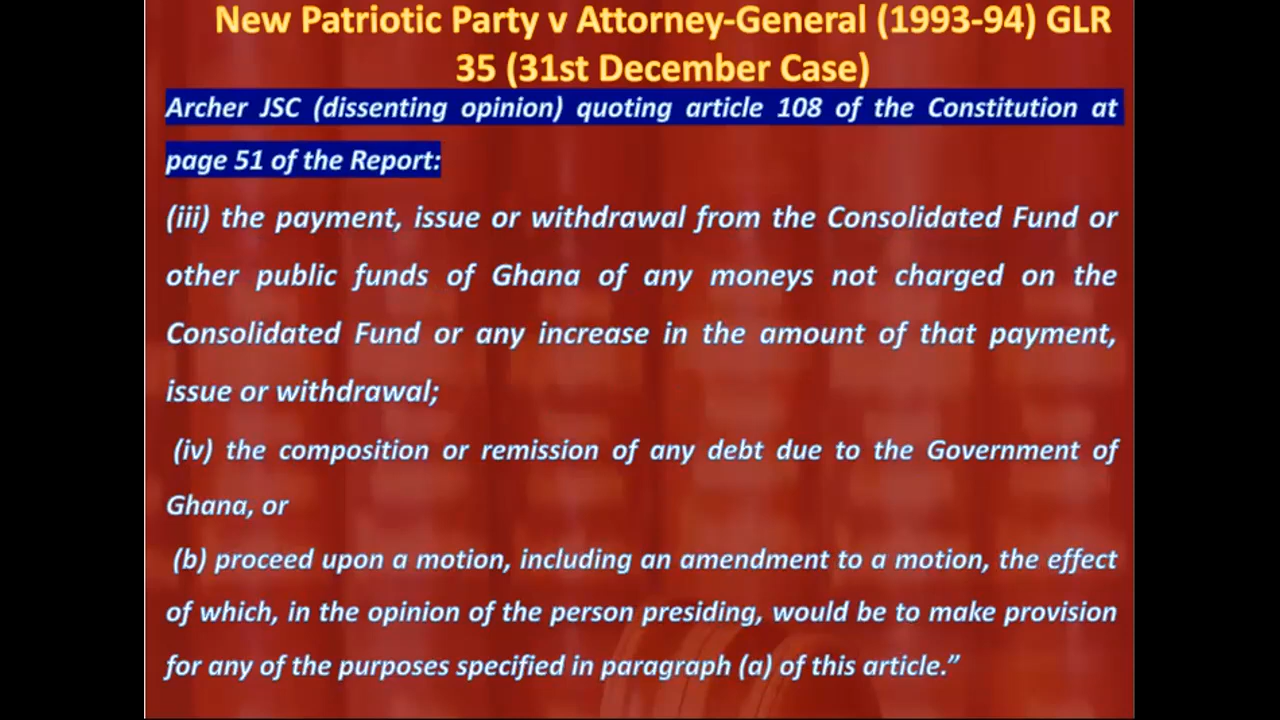 New Patriotic Party v Attorney-General (1993-94) GLR
35 (31st December Case)
Archer JSC (dissenting opinion) quoting article 108 of the Constitution at
page 51 of the Report:
(iii) the payment, issue or withdrawal from the Consolidated Fund or
other public funds of Ghana of any moneys not charged on the
Consolidated Fund or any increase in the amount of that payment,
issue or withdrawal;
(iv) the composition or remission of any debt due to the Government of
Ghana, or
(b) proceed upon a motion, including an amendment to a motion, the effect
of which, in the opinion of the person presiding, would be to make provision
for any of the purposes specified in paragraph (a) of this article.”